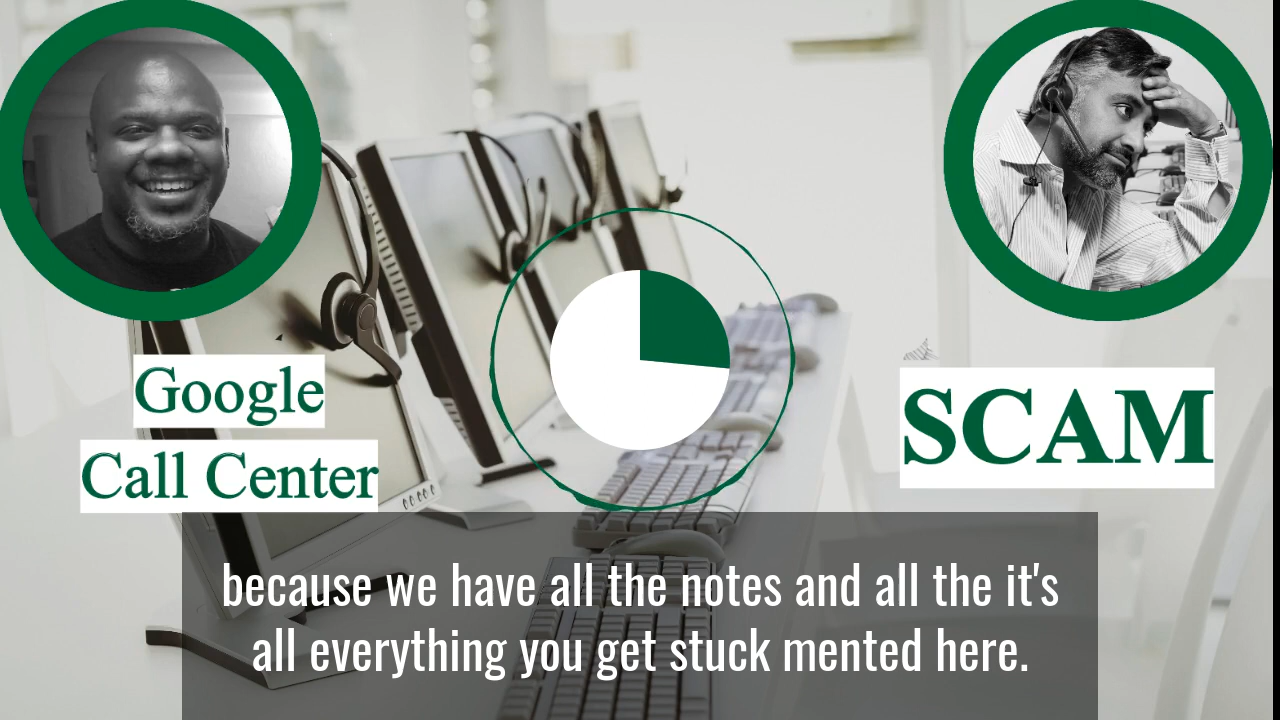 Google
Call Center
SCAM
because we have all the notes and all the it's
all everything you get stuck mented here.